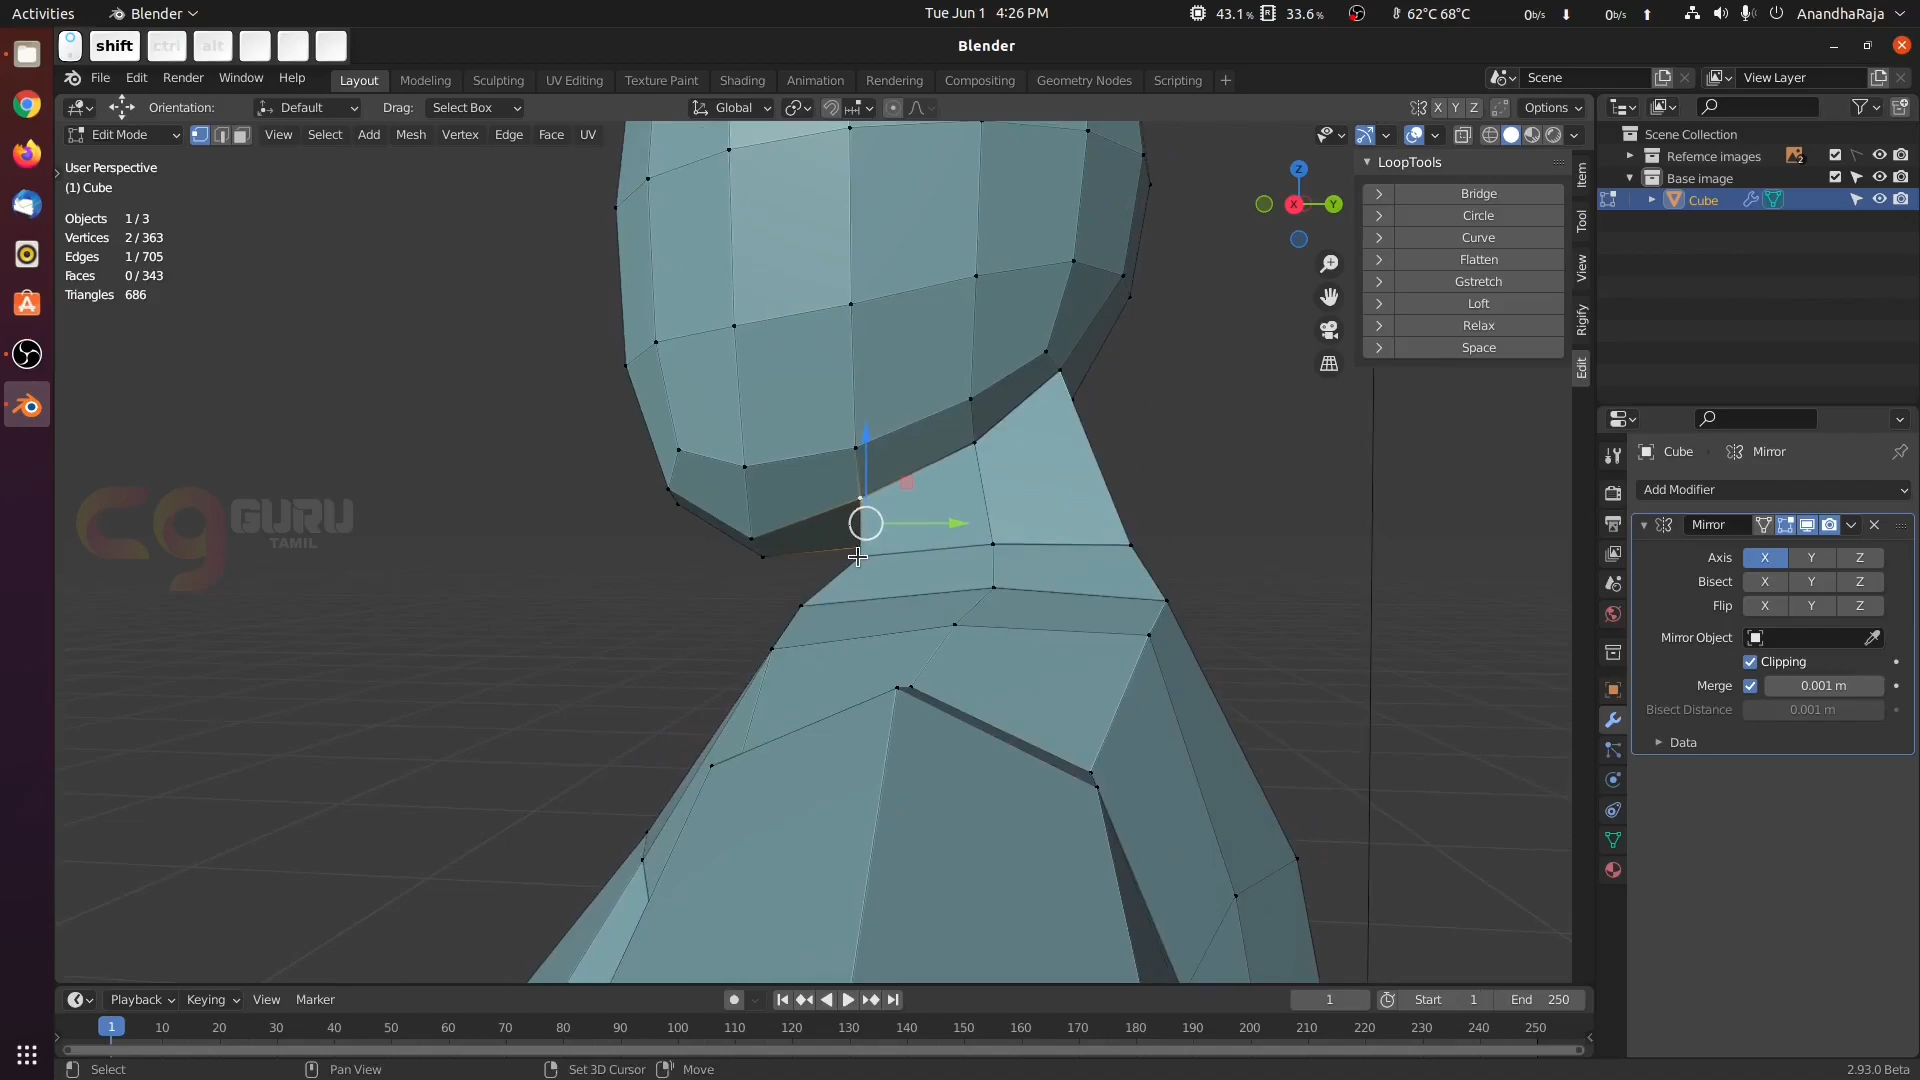 Activities
Blender
Tue Jun 1 4:26 PM
43.1 %
33.6 %
62°C 68°C
0b/s
0b/s
AnandhaRaja
shift
ctrl
alt
Blender
File Edit Render Window Help
Layout
Modeling
Sculpting
UV Editing
Texture Paint
Shading
Animation
Rendering
Compositing
Geometry Nodes
Scripting
+
Scene
View Layer
Orientation:
Default
Drag:
Select Box
Global
X Y Z
Options
Edit Mode
View Select Add Mesh Vertex Edge Face UV
User Perspective
(1) Cube
Objects 1 / 3
Vertices 2 / 363
Edges 1 / 705
Faces 0 / 343
Triangles 686
Z
X
Y
LoopTools
Bridge
Circle
Curve
Flatten
Gstretch
Loft
Relax
Space
Item
Tool
View
Rigify
Edit
Scene Collection
Refernce images
2
Base image
Cube
Cube
Mirror
Add Modifier
Mirror
Axis X Y Z
Bisect X Y Z
Flip X Y Z
Mirror Object
Clipping
Merge 0.001 m
Bisect Distance 0.001 m
Data
CG
GURU
TAMIL
Playback
Keying
View
Marker
1
Start 1
End 250
1 10 20 30 40 50 60 70 80 90 100 110 120 130 140 150 160 170 180 190 200 210 220 230 240 250
Select
Pan View
Set 3D Cursor
Move
2.93.0 Beta